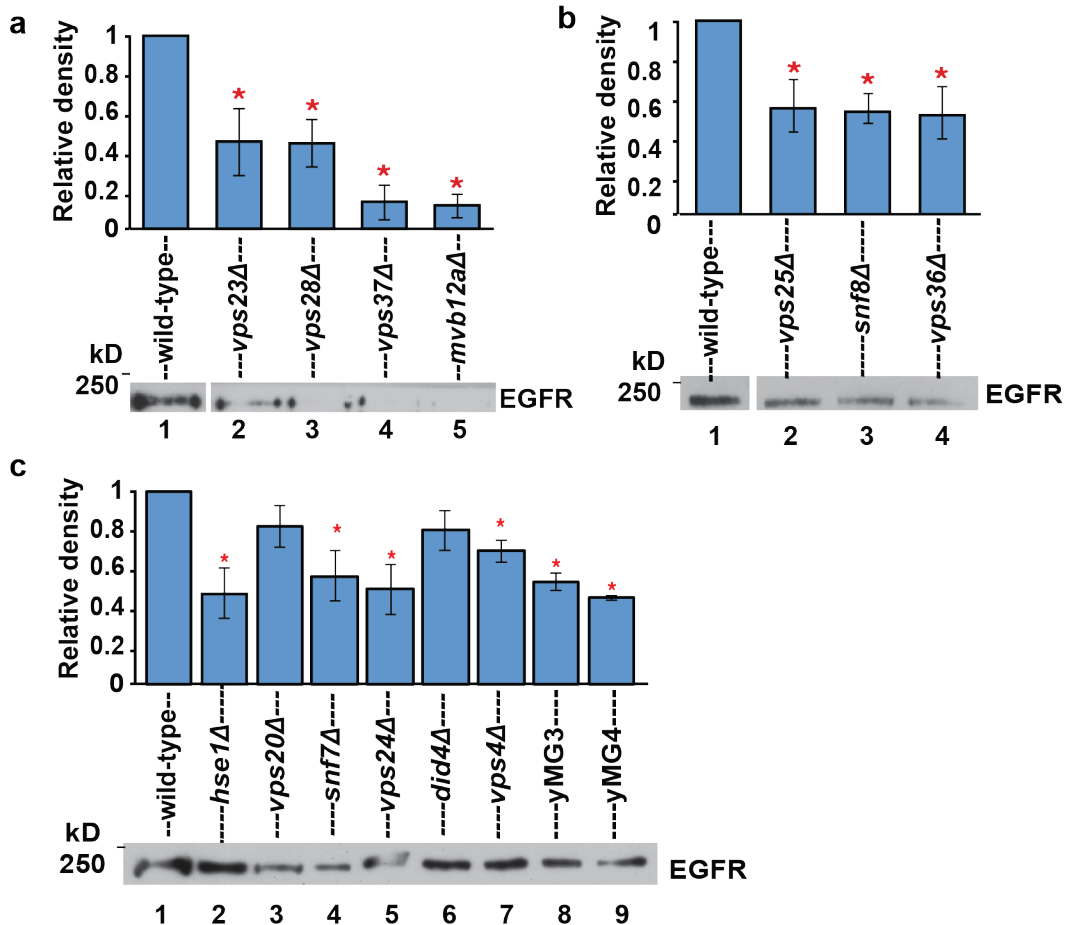 a
Relative density
1
0.8
0.6
0.4
0.2
0
*
*
*
*
--wild-type---
--vps23Δ---
--vps28Δ---
--vps37Δ---
--mvb12aΔ---
kD
250
EGFR
1 2 3 4 5
b
Relative density
1
0.8
0.6
0.4
0.2
0
*
*
*
--wild-type---
--vps25Δ---
--snf8Δ---
--vps36Δ---
kD
250
EGFR
1 2 3 4
c
Relative density
1
0.8
0.6
0.4
0.2
0
*
*
*
*
*
*
--wild-type--
---hse1Δ---
---vps20Δ---
---snf7Δ---
---vps24Δ---
---did4Δ---
---vps4Δ---
---yMG3---
---yMG4---
kD
250
EGFR
1 2 3 4 5 6 7 8 9